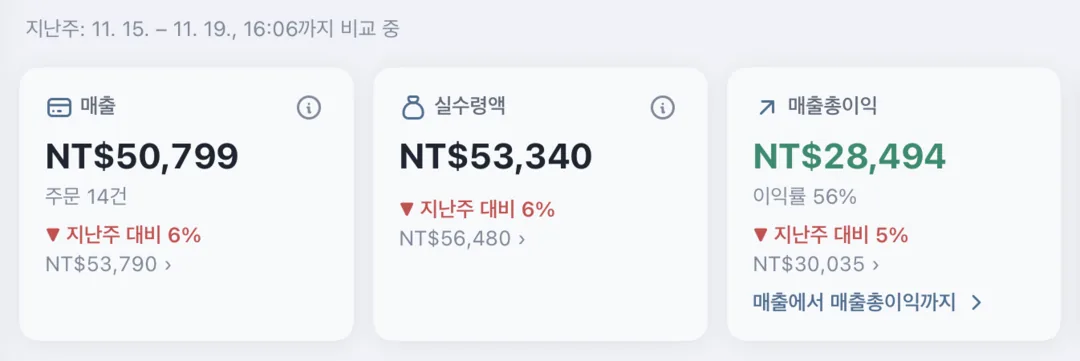 지난주: 11. 15. – 11. 19., 16:06까지 비교 중
매출
NT$50,799
주문 14건
▼ 지난주 대비 6%
NT$53,790 ›
실수령액
NT$53,340
▼ 지난주 대비 6%
NT$56,480 ›
매출총이익
NT$28,494
이익률 56%
▼ 지난주 대비 5%
NT$30,035 ›
매출에서 매출총이익까지 ›